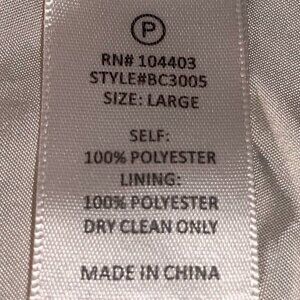 P
RN# 104403
STYLE#BC3005
SIZE: LARGE
SELF:
100% POLYESTER
LINING:
100% POLYESTER
DRY CLEAN ONLY
MADE IN CHINA